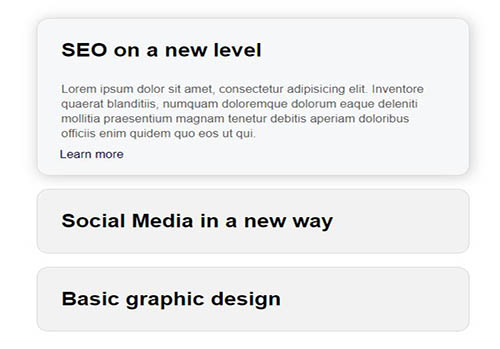 SEO on a new level
Lorem ipsum dolor sit amet, consectetur adipisicing elit. Inventore
quaerat blanditiis, numquam doloremque dolorum eaque deleniti
mollitia praesentium magnam tenetur debitis aperiam doloribus
officiis enim quidem quo eos ut qui.
Learn more
Social Media in a new way
Basic graphic design